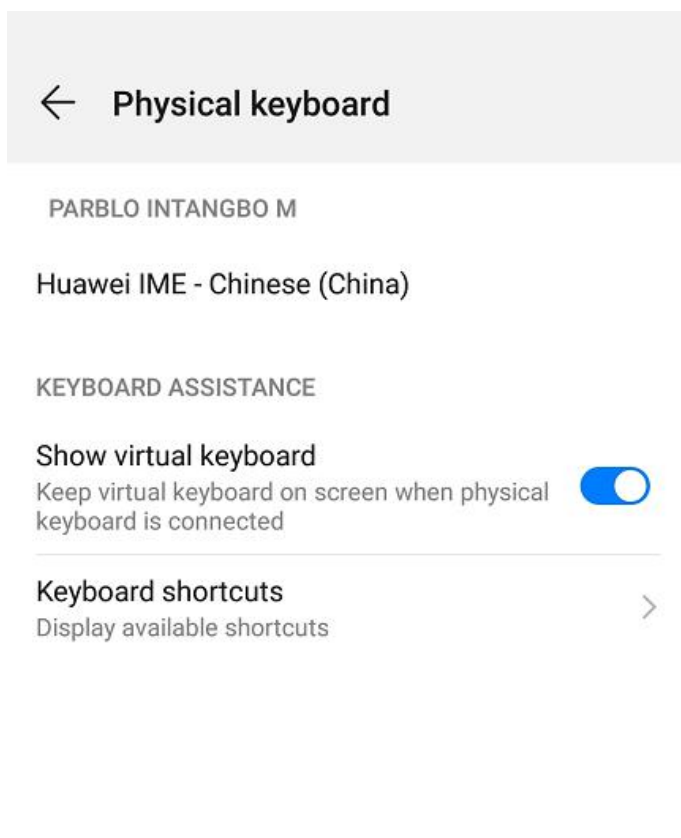 Physical keyboard
PARBLO INTANGBO M
Huawei IME - Chinese (China)
KEYBOARD ASSISTANCE
Show virtual keyboard
Keep virtual keyboard on screen when physical
keyboard is connected
Keyboard shortcuts
Display available shortcuts